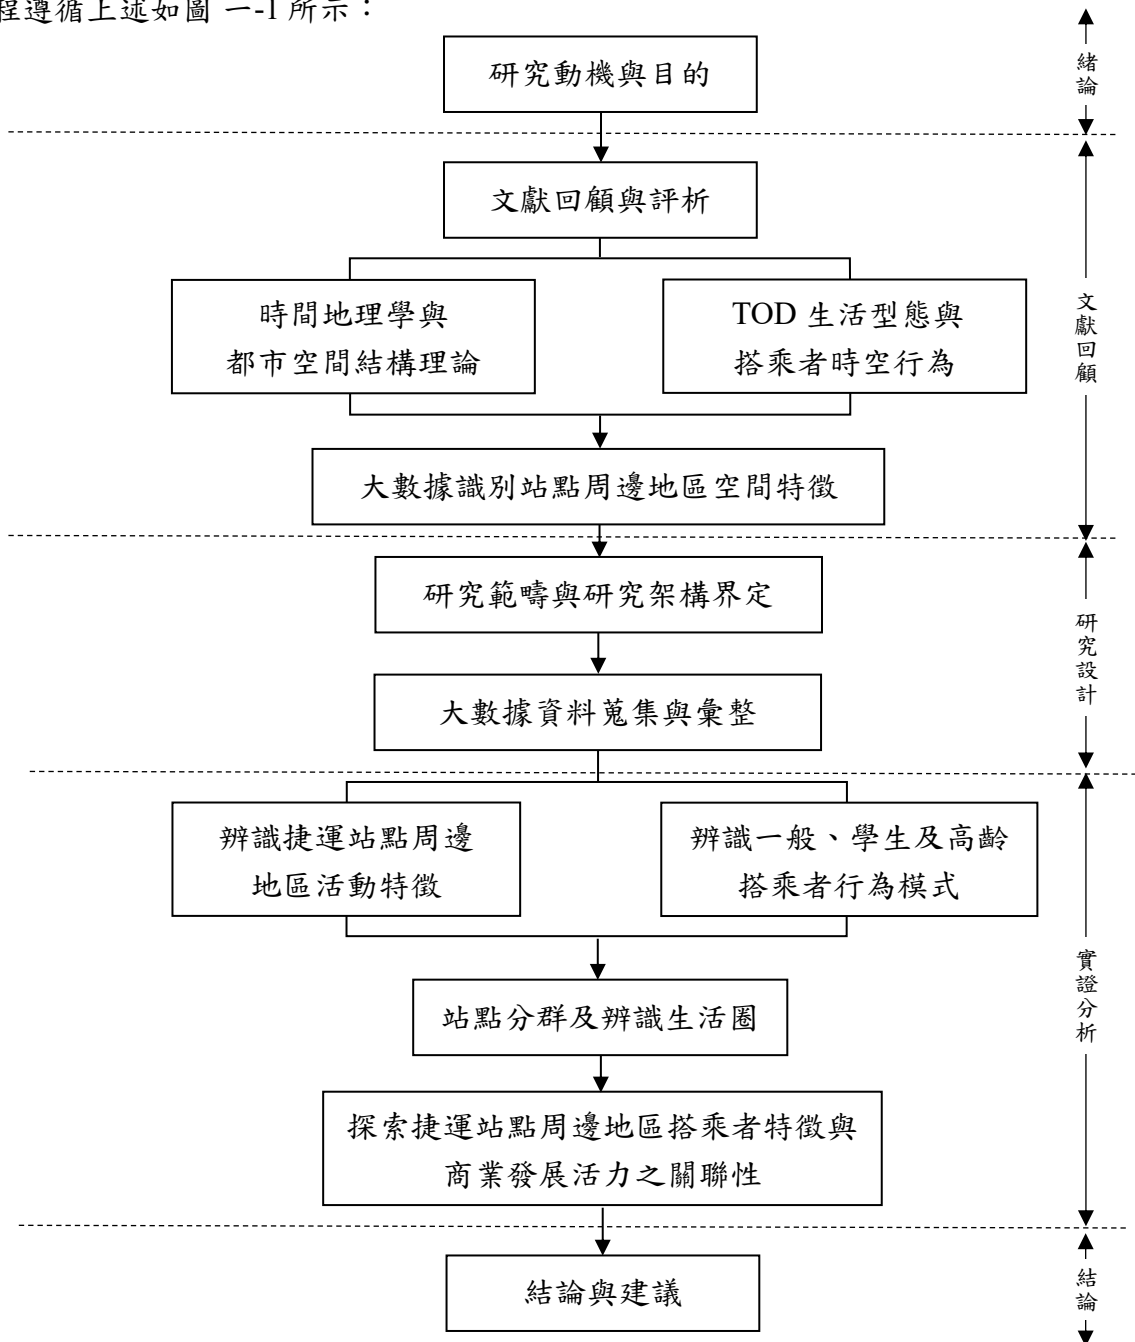 程遵循上述如圖 一-1 所示：
研究動機與目的
緒論
文獻回顧與評析
時間地理學與
都市空間結構理論
TOD 生活型態與
搭乘者時空行為
文獻回顧
大數據識別站點周邊地區空間特徵
研究範疇與研究架構界定
研究設計
大數據資料蒐集與彙整
辨識捷運站點周邊
地區活動特徵
辨識一般、學生及高齡
搭乘者行為模式
實證分析
站點分群及辨識生活圈
探索捷運站點周邊地區搭乘者特徵與
商業發展活力之關聯性
結論與建議
結論